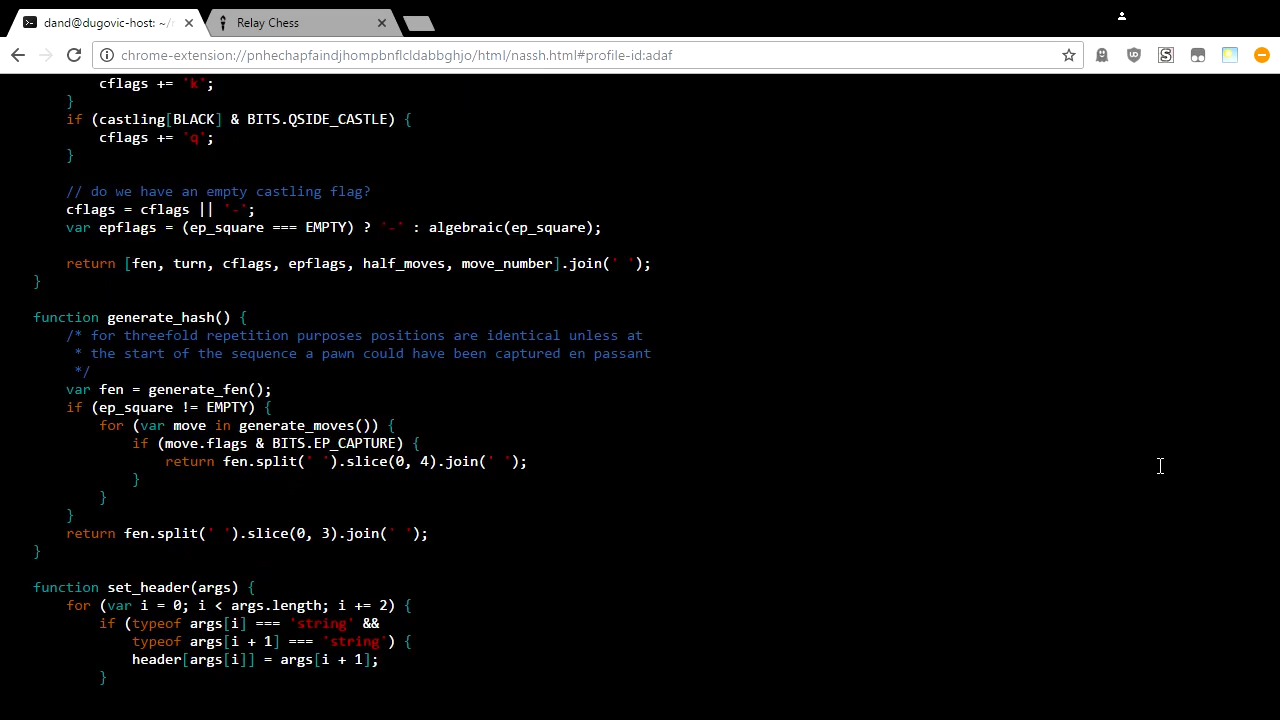 dand@dugovic-host: ~/
Relay Chess
chrome-extension://pnhechapfaindjhompbnflcldabbghjo/html/nassh.html#profile-id:adaf
cflags += 'k';
}
if (castling[BLACK] & BITS.QSIDE_CASTLE) {
cflags += 'q';
}
// do we have an empty castling flag?
cflags = cflags || '-';
var epflags = (ep_square === EMPTY) ? '-' : algebraic(ep_square);
return [fen, turn, cflags, epflags, half_moves, move_number].join(' ');
}
function generate_hash() {
/* for threefold repetition purposes positions are identical unless at
* the start of the sequence a pawn could have been captured en passant
*/
var fen = generate_fen();
if (ep_square != EMPTY) {
for (var move in generate_moves()) {
if (move.flags & BITS.EP_CAPTURE) {
return fen.split(' ').slice(0, 4).join(' ');
}
}
}
return fen.split(' ').slice(0, 3).join(' ');
}
function set_header(args) {
for (var i = 0; i < args.length; i += 2) {
if (typeof args[i] === 'string' &&
typeof args[i + 1] === 'string') {
header[args[i]] = args[i + 1];
}